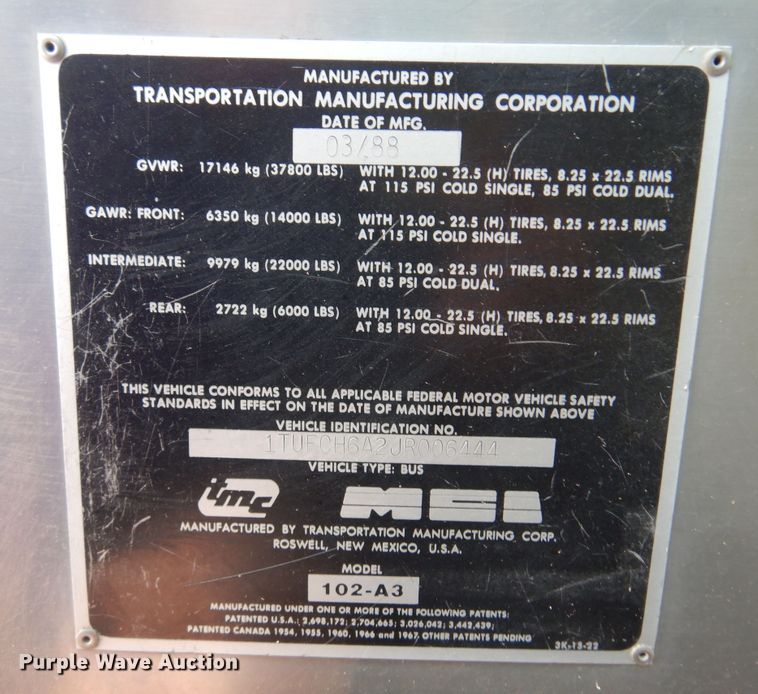 MANUFACTURED BY
TRANSPORTATION MANUFACTURING CORPORATION
DATE OF MFG.
03/88
GVWR: 17146 kg (37800 LBS) WITH 12.00 - 22.5 (H) TIRES, 8.25 x 22.5 RIMS
AT 115 PSI COLD SINGLE, 85 PSI COLD DUAL.
GAWR: FRONT: 6350 kg (14000 LBS) WITH 12.00 - 22.5 (H) TIRES, 8.25 x 22.5 RIMS
AT 115 PSI COLD SINGLE.
INTERMEDIATE: 9979 kg (22000 LBS) WITH 12.00 - 22.5 (H) TIRES, 8.25 x 22.5 RIMS
AT 85 PSI COLD DUAL.
REAR: 2722 kg (6000 LBS) WITH 12.00 - 22.5 (H) TIRES, 8.25 x 22.5 RIMS
AT 85 PSI COLD SINGLE.
THIS VEHICLE CONFORMS TO ALL APPLICABLE FEDERAL MOTOR VEHICLE SAFETY
STANDARDS IN EFFECT ON THE DATE OF MANUFACTURE SHOWN ABOVE
VEHICLE IDENTIFICATION NO.
1TUFCH6A2JR006444
VEHICLE TYPE: BUS
tmc MCI
MANUFACTURED BY TRANSPORTATION MANUFACTURING CORP.
ROSWELL, NEW MEXICO, U.S.A.
MODEL
102-A3
MANUFACTURED UNDER ONE OR MORE OF THE FOLLOWING PATENTS:
PATENTED U.S.A.: 2,698,172; 2,704,665; 3,026,042; 3,442,439;
PATENTED CANADA 1954, 1955, 1960, 1966 and 1967. OTHER PATENTS PENDING
3K-15-22
Purple Wave Auction